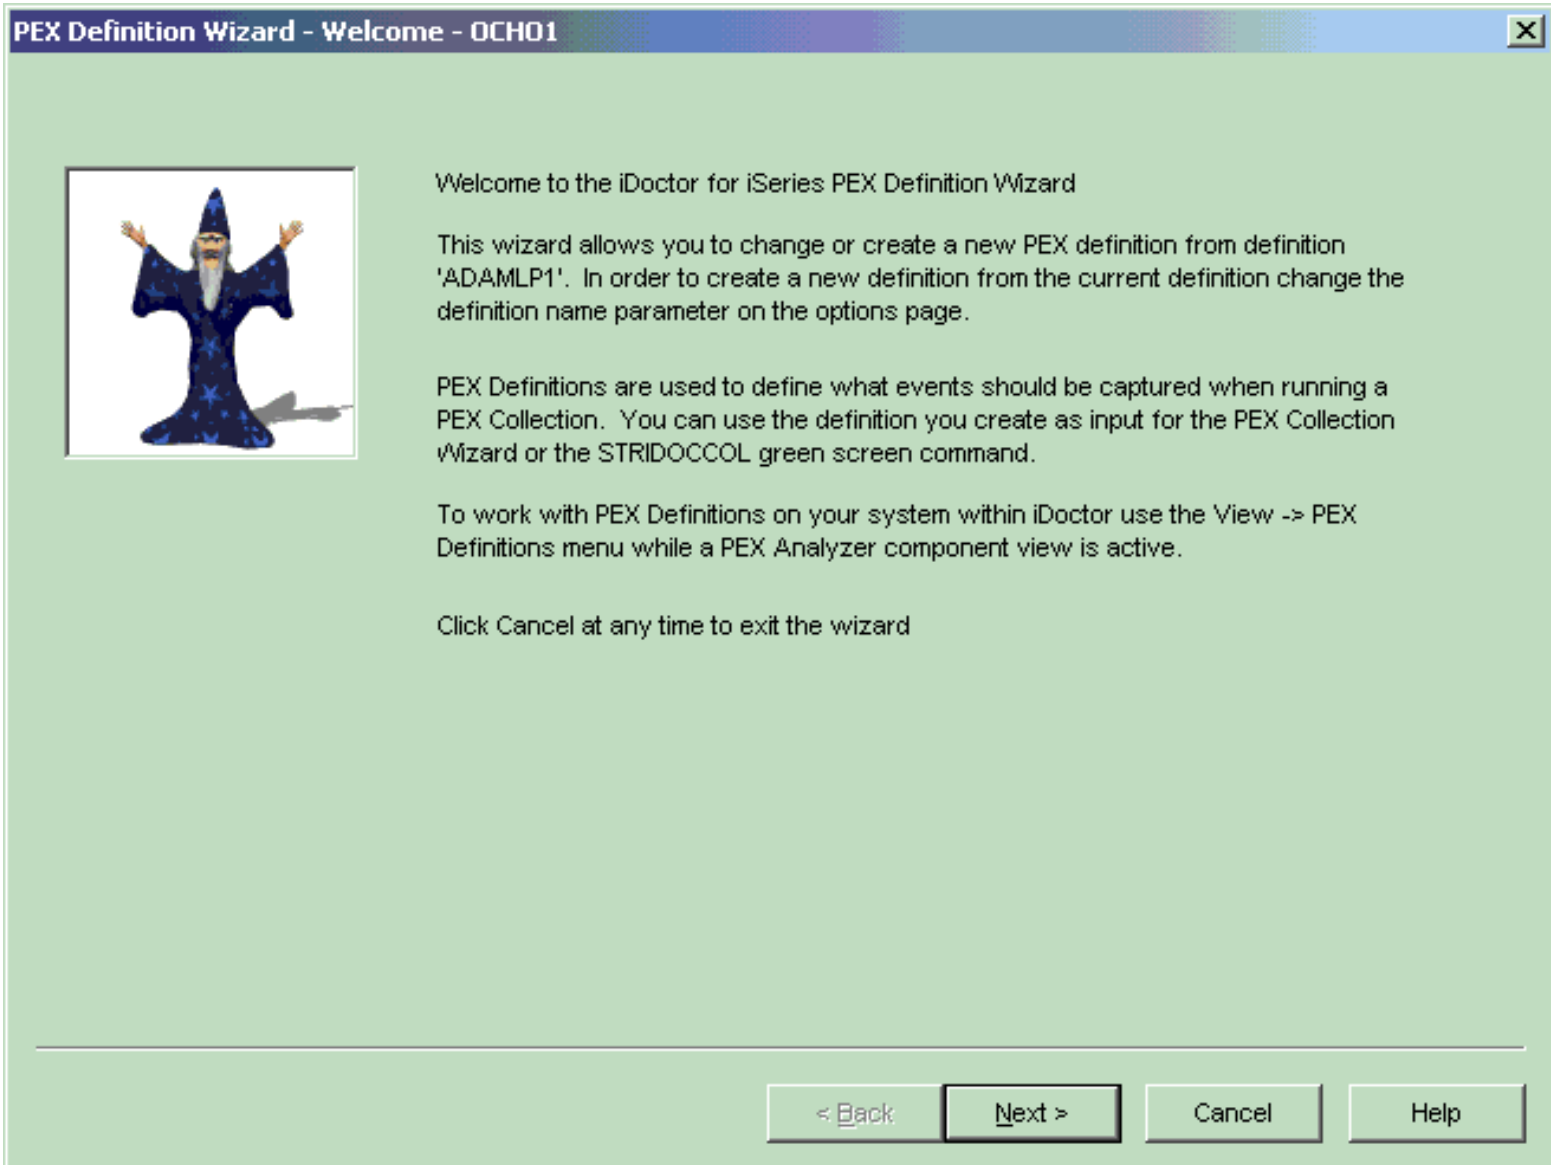 PEX Definition Wizard - Welcome - OCHO1
Welcome to the iDoctor for iSeries PEX Definition Wizard
This wizard allows you to change or create a new PEX definition from definition
'ADAMLP1'.  In order to create a new definition from the current definition change the
definition name parameter on the options page.
PEX Definitions are used to define what events should be captured when running a
PEX Collection.  You can use the definition you create as input for the PEX Collection
Wizard or the STRIDOCCOL green screen command.
To work with PEX Definitions on your system within iDoctor use the View -> PEX
Definitions menu while a PEX Analyzer component view is active.
Click Cancel at any time to exit the wizard
< Back Next > Cancel Help